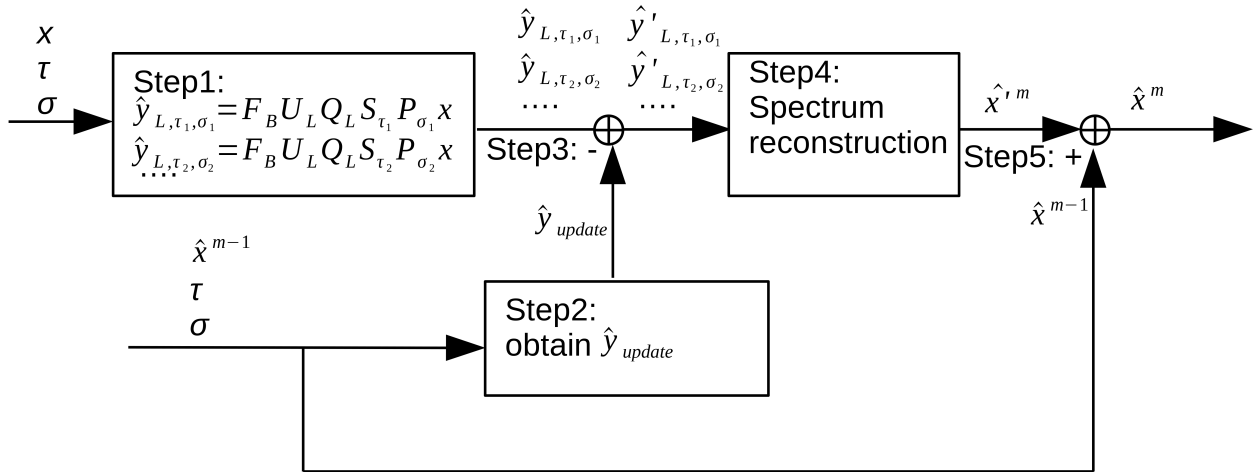 x
τ
σ
Step1:
ŷ_{L,τ₁,σ₁}=F_B U_L Q_L S_{τ₁} P_{σ₁} x
ŷ_{L,τ₂,σ₂}=F_B U_L Q_L S_{τ₂} P_{σ₂} x
....
ŷ_{L,τ₁,σ₁} ŷ'_{L,τ₁,σ₁}
ŷ_{L,τ₂,σ₂} ŷ'_{L,τ₂,σ₂}
.... ....
Step3: -
Step4:
Spectrum
reconstruction
x̂'^m
Step5: +
x̂^m
x̂^{m−1}
ŷ_{update}
x̂^{m−1}
τ
σ
Step2:
obtain ŷ_{update}